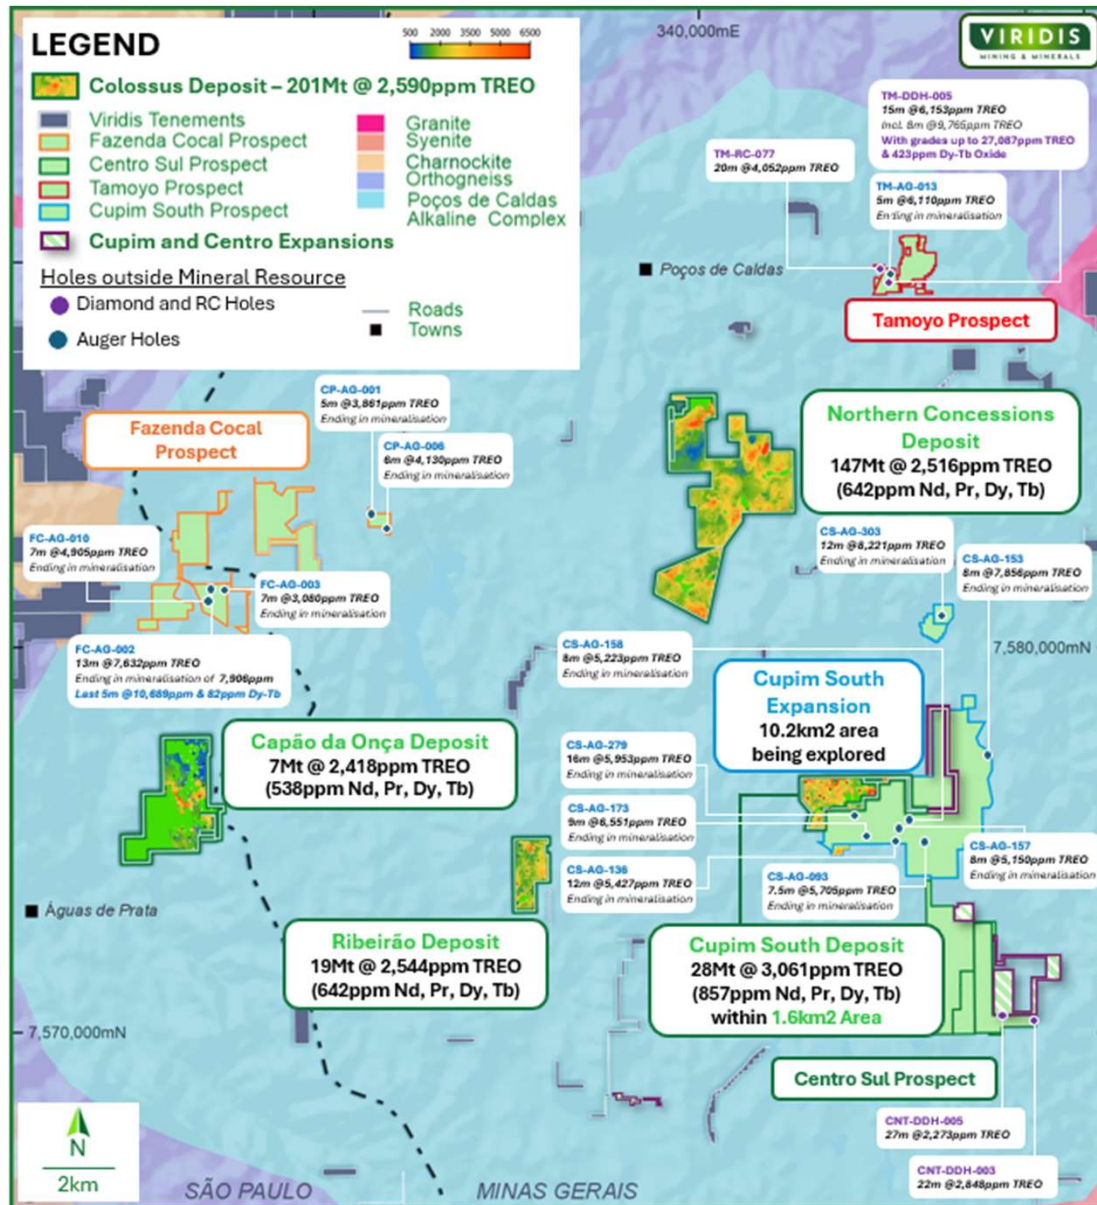 LEGEND
500 2000 3500 5000 6500
Colossus Deposit – 201Mt @ 2,590ppm TREO
Viridis Tenements
Fazenda Cocal Prospect
Centro Sul Prospect
Tamoyo Prospect
Cupim South Prospect
Granite
Syenite
Charnockite
Orthogneiss
Poços de Caldas
Alkaline Complex
Cupim and Centro Expansions
Holes outside Mineral Resource
Diamond and RC Holes
Auger Holes
Roads
Towns
340,000mE
VIRIDIS
MINING & MINERALS
TM-DDH-005
15m @6,153ppm TREO
Incl. 8m @9,765ppm TREO
With grades up to 27,087ppm TREO
& 423ppm Dy-Tb Oxide
TM-RC-077
20m @4,052ppm TREO
TM-AG-013
5m @6,110ppm TREO
Ending in mineralisation
Poços de Caldas
Tamoyo Prospect
CP-AG-001
5m @3,861ppm TREO
Ending in mineralisation
CP-AG-006
6m @4,130ppm TREO
Ending in mineralisation
Fazenda Cocal
Prospect
Northern Concessions
Deposit
147Mt @ 2,516ppm TREO
(642ppm Nd, Pr, Dy, Tb)
FC-AG-010
7m @4,905ppm TREO
Ending in mineralisation
FC-AG-003
7m @3,080ppm TREO
Ending in mineralisation
CS-AG-303
12m @8,221ppm TREO
Ending in mineralisation
CS-AG-153
8m @7,856ppm TREO
Ending in mineralisation
FC-AG-002
13m @7,632ppm TREO
Ending in mineralisation of 7,906ppm
Last 5m @10,689ppm & 82ppm Dy-Tb
CS-AG-158
8m @5,223ppm TREO
Ending in mineralisation
7,580,000mN
Cupim South
Expansion
10.2km2 area
being explored
Capão da Onça Deposit
7Mt @ 2,418ppm TREO
(538ppm Nd, Pr, Dy, Tb)
CS-AG-279
16m @5,953ppm TREO
Ending in mineralisation
CS-AG-173
9m @6,551ppm TREO
Ending in mineralisation
CS-AG-136
12m @5,427ppm TREO
Ending in mineralisation
CS-AG-093
7.5m @5,705ppm TREO
Ending in mineralisation
CS-AG-157
8m @5,150ppm TREO
Ending in mineralisation
Águas de Prata
Ribeirão Deposit
19Mt @ 2,544ppm TREO
(642ppm Nd, Pr, Dy, Tb)
Cupim South Deposit
28Mt @ 3,061ppm TREO
(857ppm Nd, Pr, Dy, Tb)
within 1.6km2 Area
7,570,000mN
Centro Sul Prospect
CNT-DDH-005
27m @2,273ppm TREO
CNT-DDH-003
22m @2,848ppm TREO
N
2km
SÃO PAULO
MINAS GERAIS